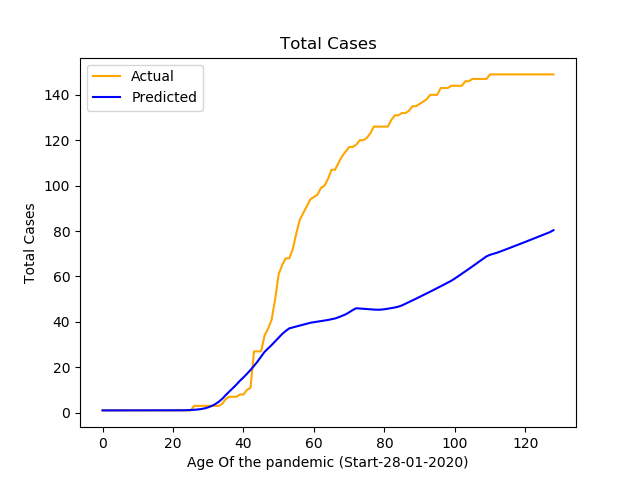 Total Cases
Actual
Predicted
140
120
100
80
60
40
20
0
Total Cases
0 20 40 60 80 100 120
Age Of the pandemic (Start-28-01-2020)